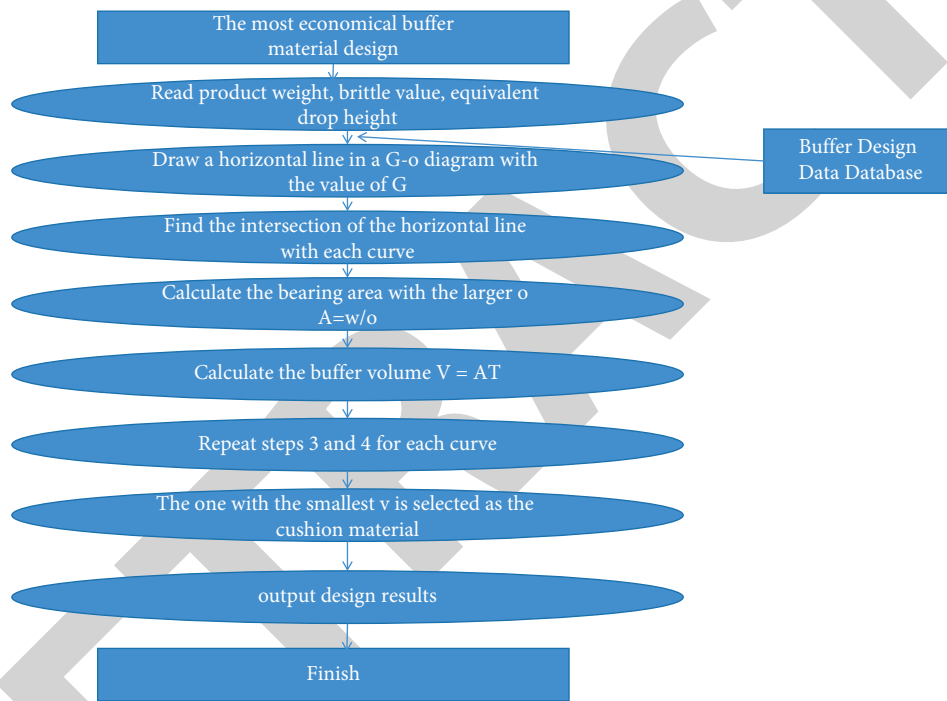 The most economical buffer
material design
Read product weight, brittle value, equivalent
drop height
Buffer Design
Data Database
Draw a horizontal line in a G-o diagram with
the value of G
Find the intersection of the horizontal line
with each curve
Calculate the bearing area with the larger o
A=w/o
Calculate the buffer volume V = AT
Repeat steps 3 and 4 for each curve
The one with the smallest v is selected as the
cushion material
output design results
Finish